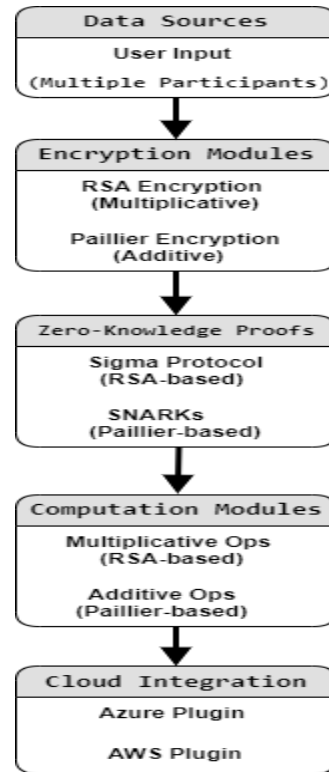 Data Sources
User Input
(Multiple Participants)
Encryption Modules
RSA Encryption
(Multiplicative)
Paillier Encryption
(Additive)
Zero-Knowledge Proofs
Sigma Protocol
(RSA-based)
SNARKs
(Paillier-based)
Computation Modules
Multiplicative Ops
(RSA-based)
Additive Ops
(Paillier-based)
Cloud Integration
Azure Plugin
AWS Plugin